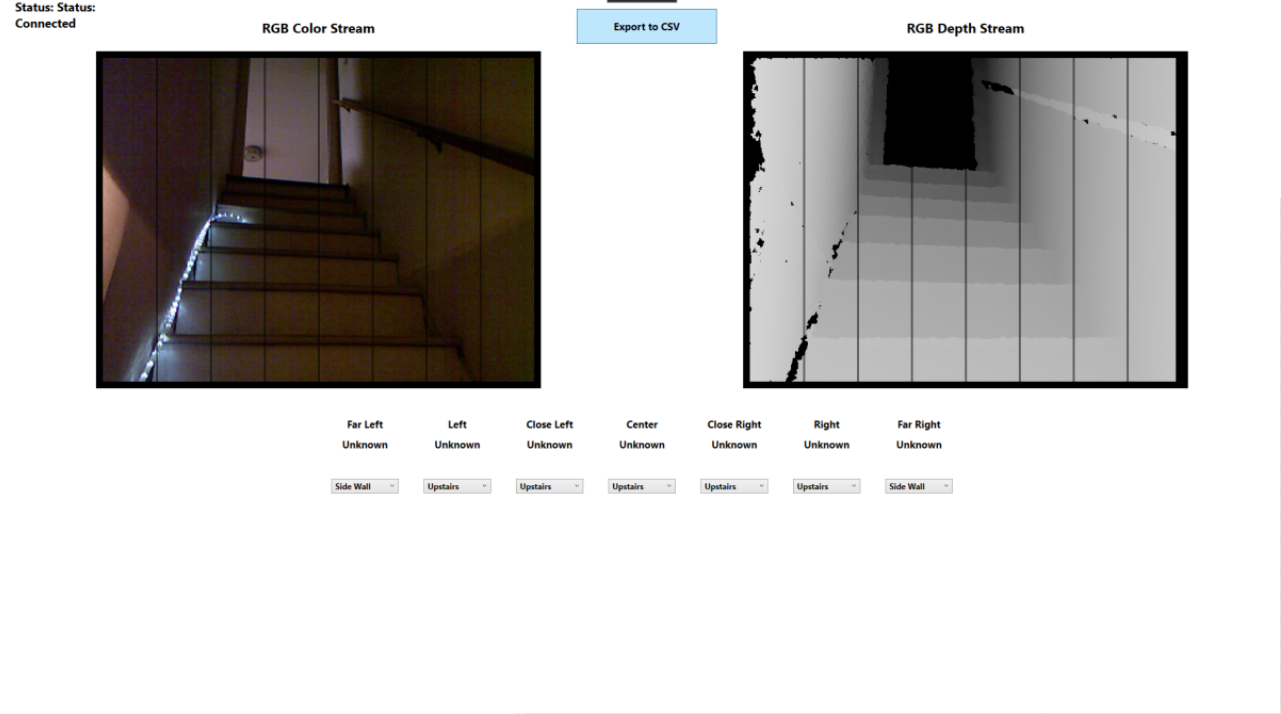 Status: Status:
Connected
RGB Color Stream
Export to CSV
RGB Depth Stream
Far Left
Left
Close Left
Center
Close Right
Right
Far Right
Unknown
Unknown
Unknown
Unknown
Unknown
Unknown
Unknown
Side Wall
Upstairs
Upstairs
Upstairs
Upstairs
Upstairs
Side Wall